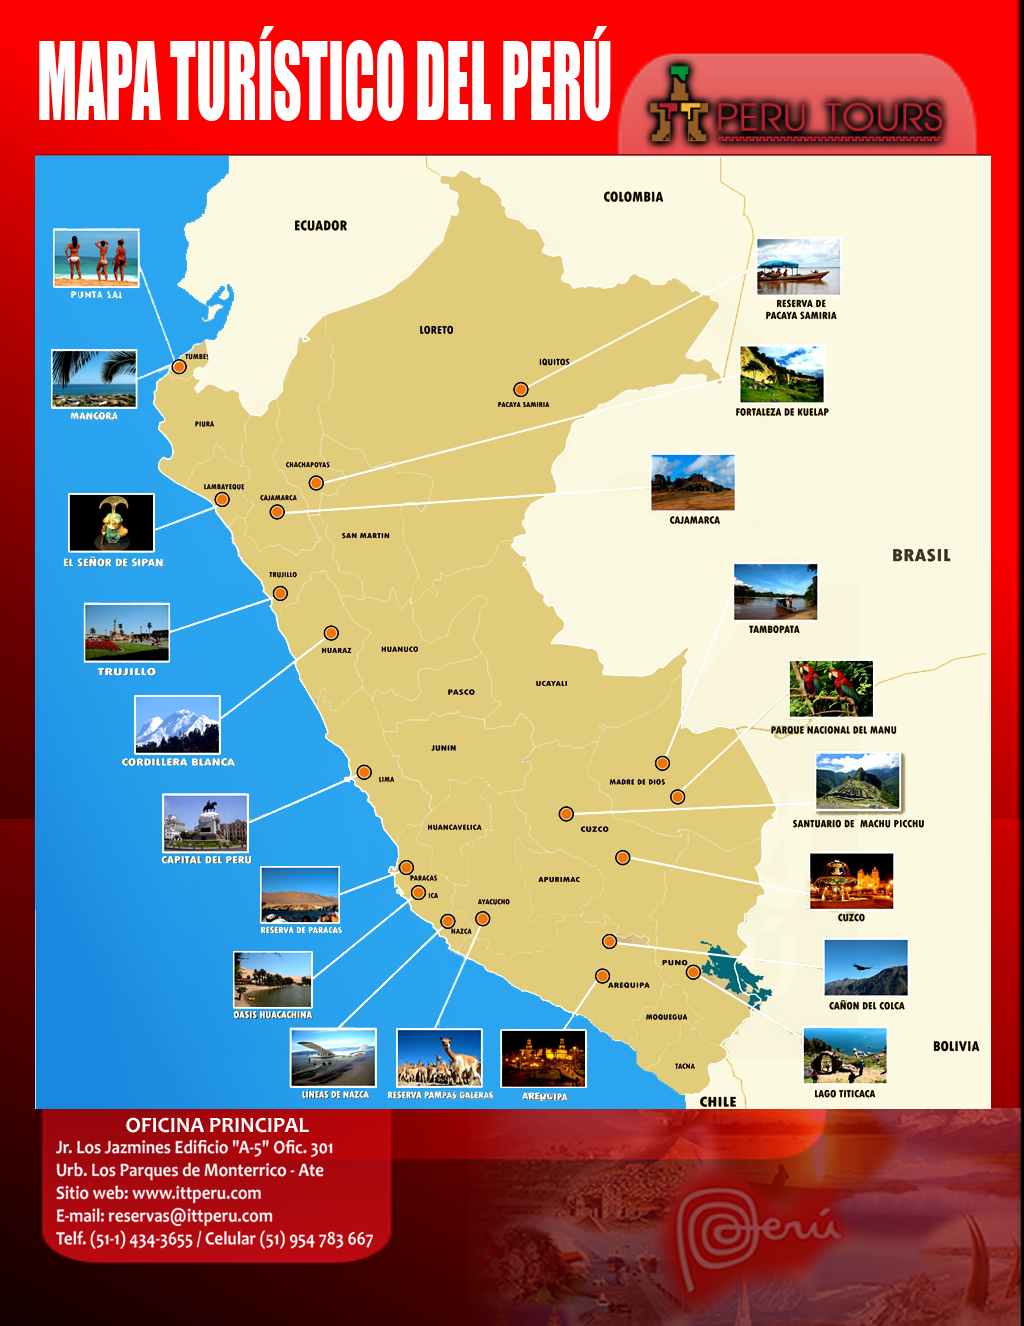 MAPA TURÍSTICO DEL PERÚ
PERU TOURS
ECUADOR
COLOMBIA
PUNTA SAL
RESERVA DE
PACAYA SAMIRIA
LORETO
TUMBES
IQUITOS
PACAYA SAMIRIA
MANCORA
FORTALEZA DE KUELAP
PIURA
CHACHAPOYAS
LAMBAYEQUE
CAJAMARCA
CAJAMARCA
SAN MARTIN
BRASIL
EL SEÑOR DE SIPAN
TRUJILLO
TAMBOPATA
HUARAZ
HUANUCO
TRUJILLO
UCAYALI
PASCO
PARQUE NACIONAL DEL MANU
JUNIN
CORDILLERA BLANCA
LIMA
MADRE DE DIOS
SANTUARIO DE MACHU PICCHU
HUANCAVELICA
CUZCO
CAPITAL DEL PERU
PARACAS
APURIMAC
ICA
AYACUCHO
CUZCO
RESERVA DE PARACAS
NAZCA
PUNO
AREQUIPA
CAÑON DEL COLCA
OASIS HUACACHINA
MOQUEGUA
BOLIVIA
TACNA
LINEAS DE NAZCA
RESERVA PAMPAS GALERAS
AREQUIPA
LAGO TITICACA
CHILE
OFICINA PRINCIPAL
Jr. Los Jazmines Edificio "A-5" Ofic. 301
Urb. Los Parques de Monterrico - Ate
Sitio web: www.ittperu.com
E-mail: reservas@ittperu.com
Telf. (51-1) 434-3655 / Celular (51) 954 783 667
Perú